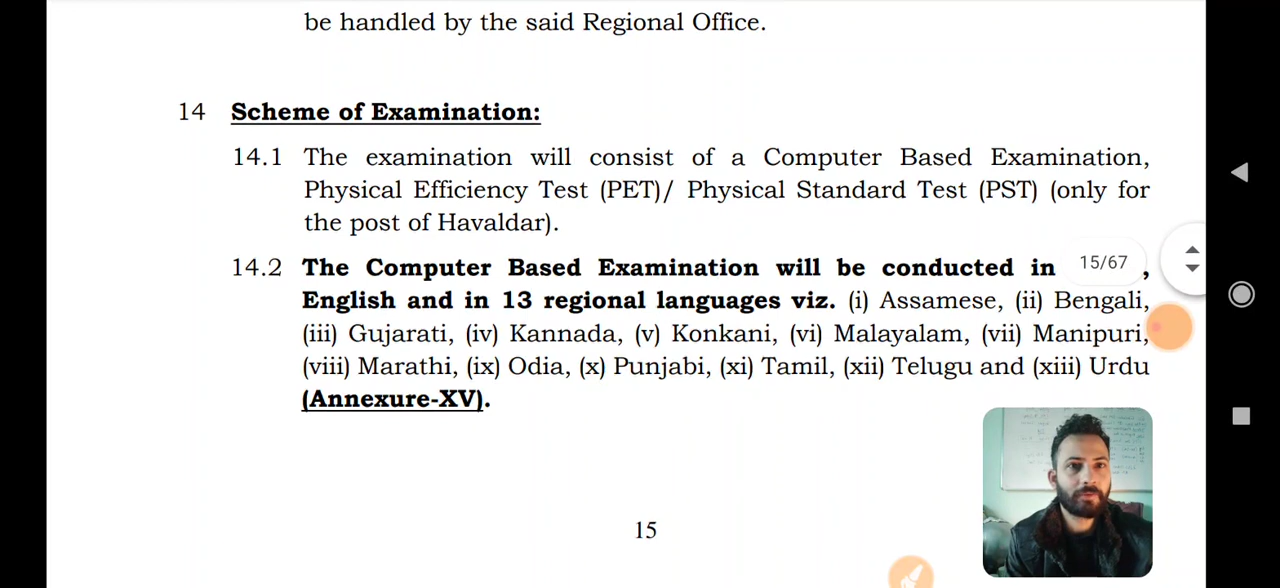 be handled by the said Regional Office.
14 Scheme of Examination:
14.1 The examination will consist of a Computer Based Examination,
Physical Efficiency Test (PET)/ Physical Standard Test (PST) (only for
the post of Havaldar).
14.2 The Computer Based Examination will be conducted in ,
15/67
English and in 13 regional languages viz. (i) Assamese, (ii) Bengali,
(iii) Gujarati, (iv) Kannada, (v) Konkani, (vi) Malayalam, (vii) Manipuri,
(viii) Marathi, (ix) Odia, (x) Punjabi, (xi) Tamil, (xii) Telugu and (xiii) Urdu
(Annexure-XV).
15